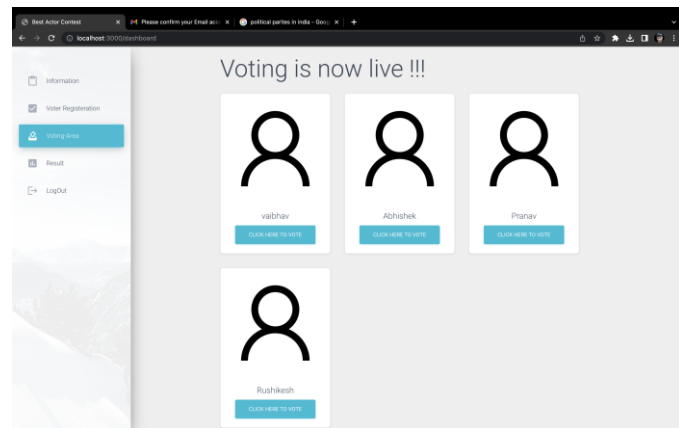 Best Actor Contest
Please confirm your Email acc
political parties in india - Goog
localhost:3000/dashboard
Voting is now live !!!
Information
Voter Registeration
Voting Area
Result
LogOut
vaibhav
Abhishek
Pranav
CLICK HERE TO VOTE
CLICK HERE TO VOTE
CLICK HERE TO VOTE
Rushikesh
CLICK HERE TO VOTE